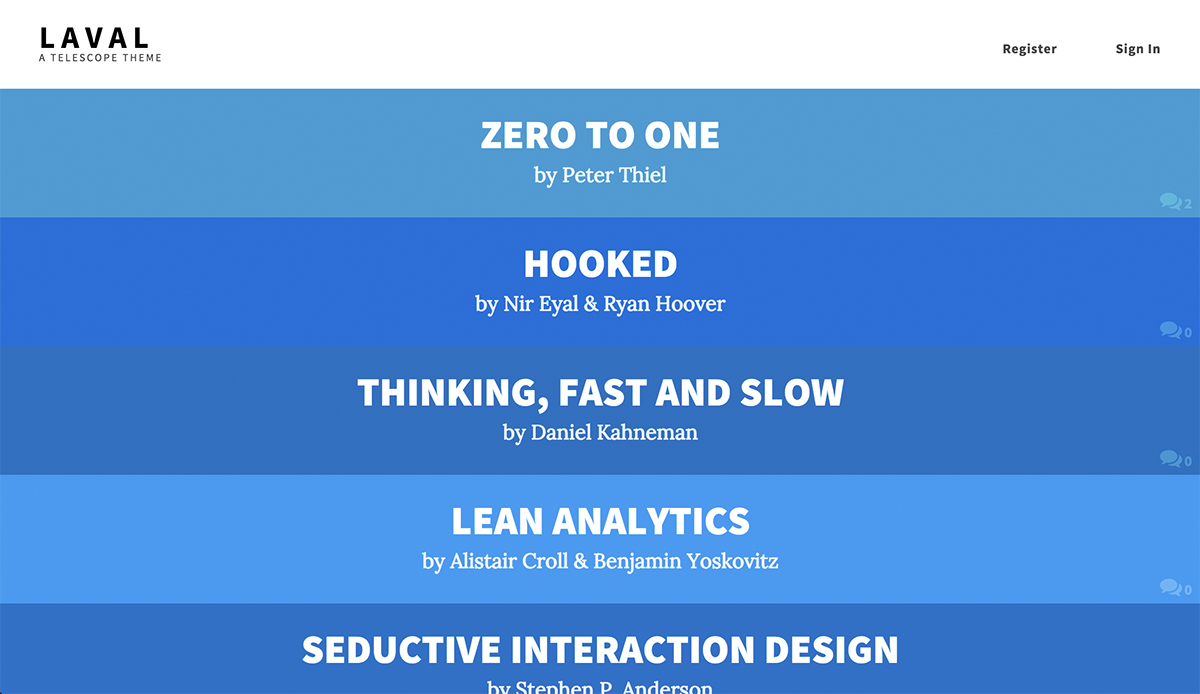 LAVAL
A TELESCOPE THEME
Register
Sign In
ZERO TO ONE
by Peter Thiel
2
HOOKED
by Nir Eyal & Ryan Hoover
0
THINKING, FAST AND SLOW
by Daniel Kahneman
0
LEAN ANALYTICS
by Alistair Croll & Benjamin Yoskovitz
0
SEDUCTIVE INTERACTION DESIGN
by Stephen P. Anderson